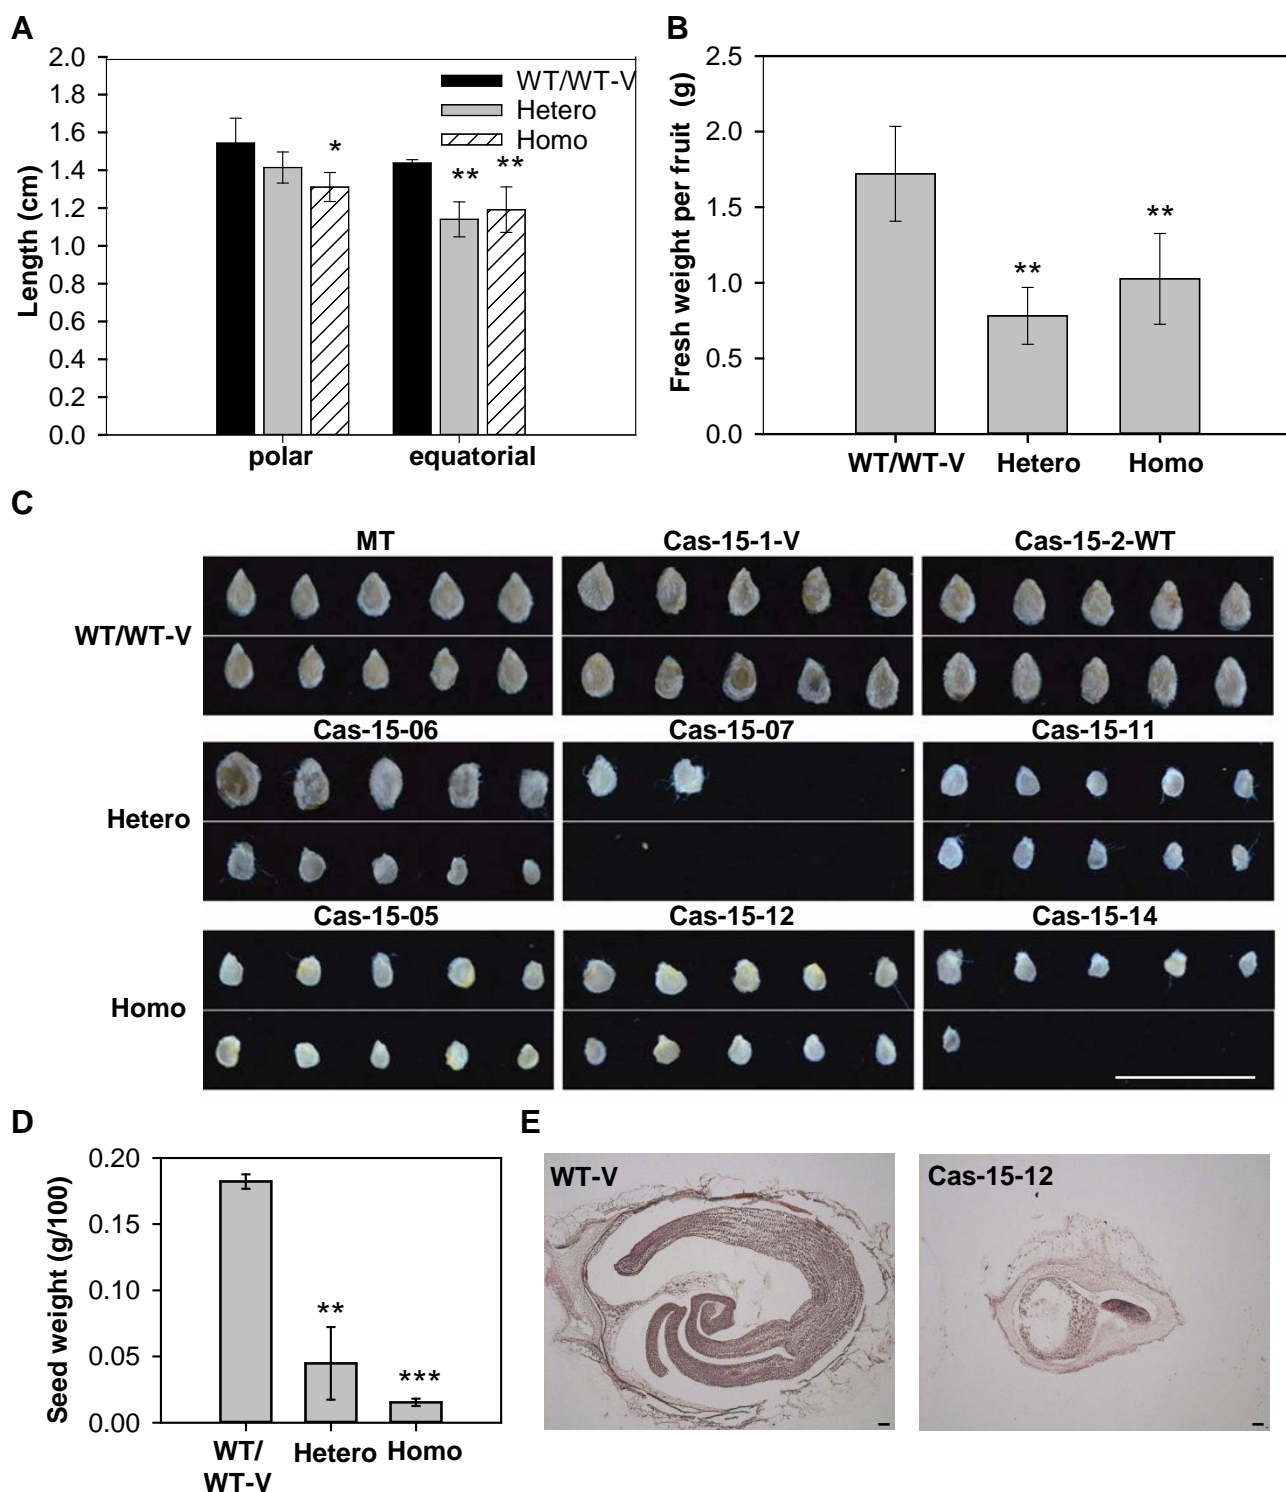 A
Length (cm)
2.0
1.8
1.6
1.4
1.2
1.0
0.8
0.6
0.4
0.2
0.0
WT/WT-V
Hetero
Homo
*
**
**
polar
equatorial
B
Fresh weight per fruit (g)
2.5
2.0
1.5
1.0
0.5
0.0
**
**
WT/WT-V
Hetero
Homo
C
MT
Cas-15-1-V
Cas-15-2-WT
WT/WT-V
Cas-15-06
Cas-15-07
Cas-15-11
Hetero
Cas-15-05
Cas-15-12
Cas-15-14
Homo
D
Seed weight (g/100)
0.20
0.15
0.10
0.05
0.00
**
***
WT/
WT-V
Hetero
Homo
E
WT-V
Cas-15-12